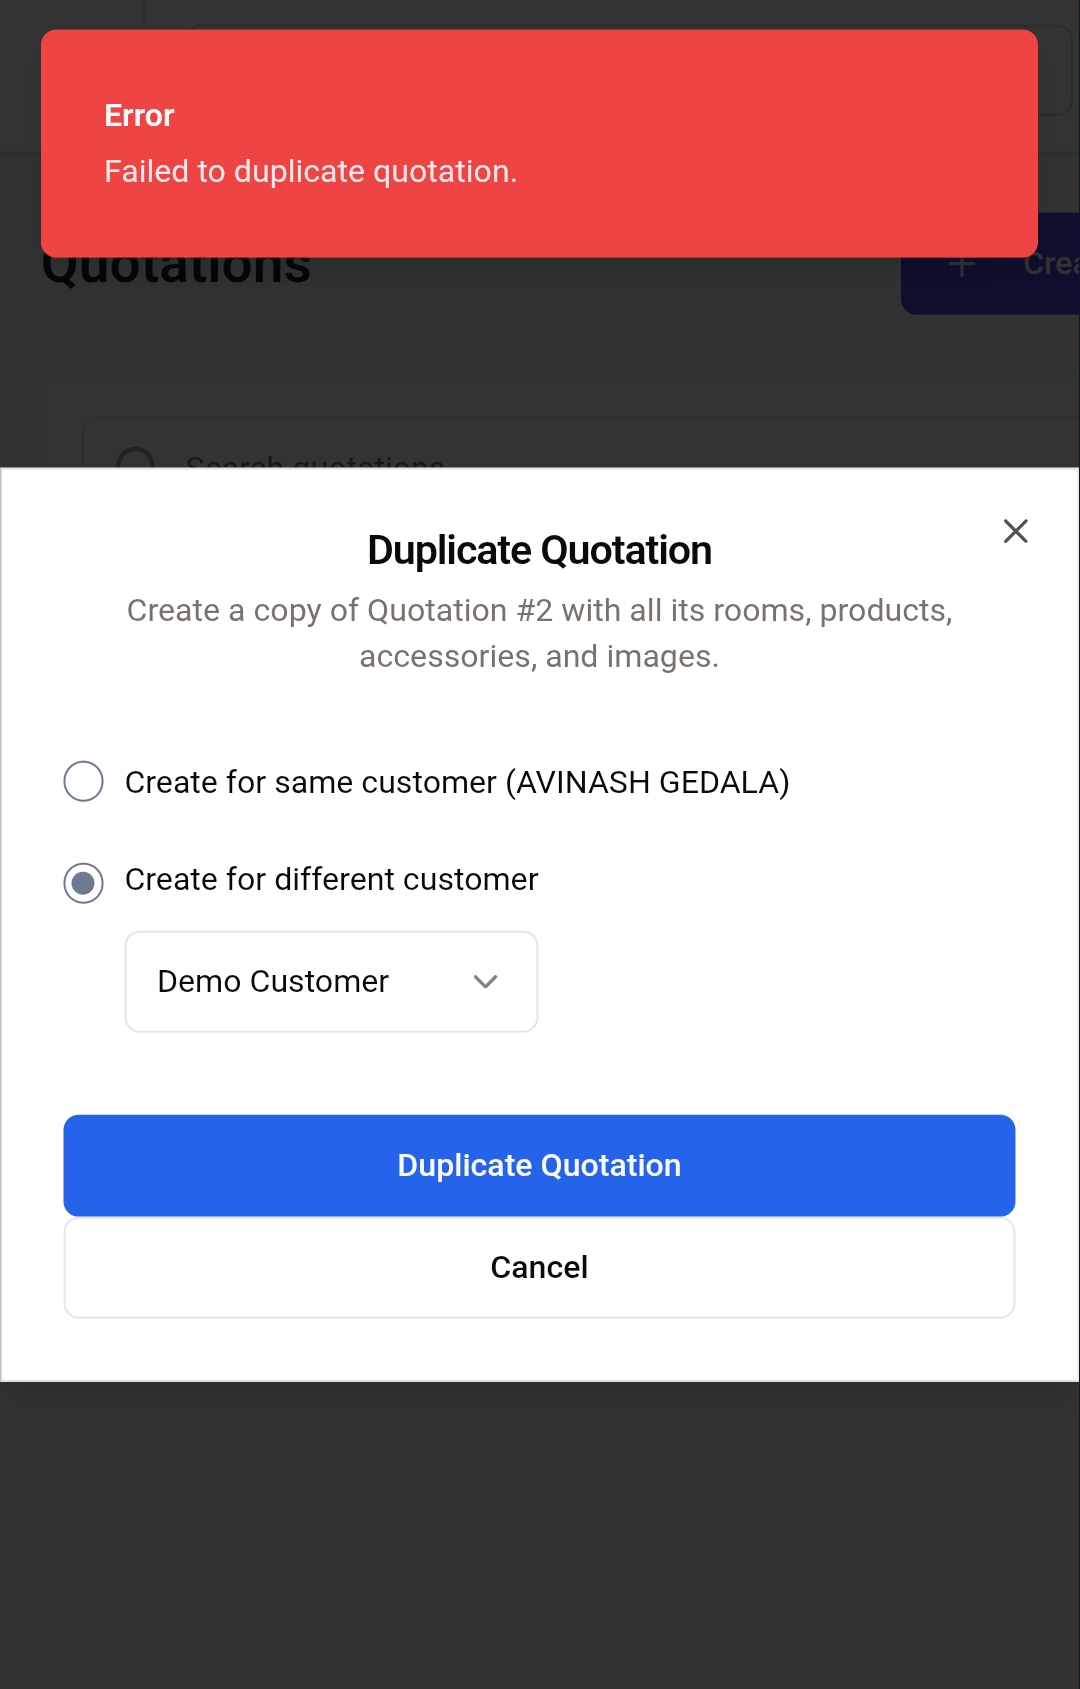 Error
Failed to duplicate quotation.
Quotations
+ Crea
Search quotations
Duplicate Quotation
Create a copy of Quotation #2 with all its rooms, products,
accessories, and images.
Create for same customer (AVINASH GEDALA)
Create for different customer
Demo Customer
Duplicate Quotation
Cancel